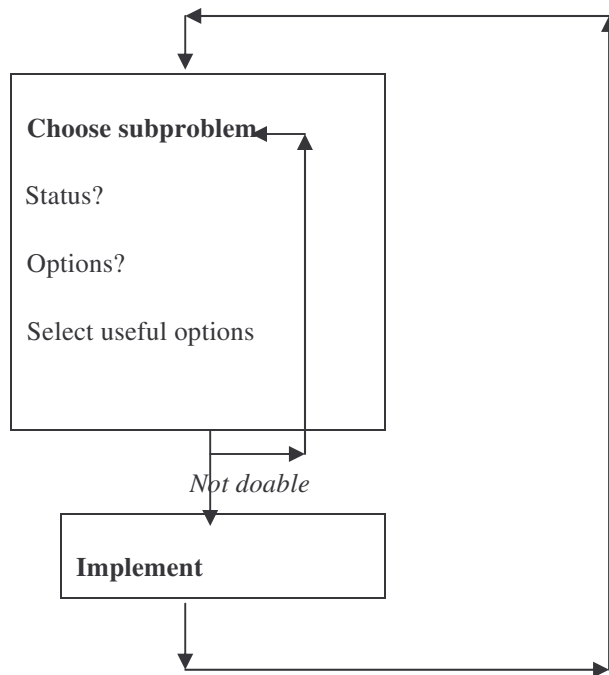 Choose subproblem
Status?
Options?
Select useful options
Not doable
Implement